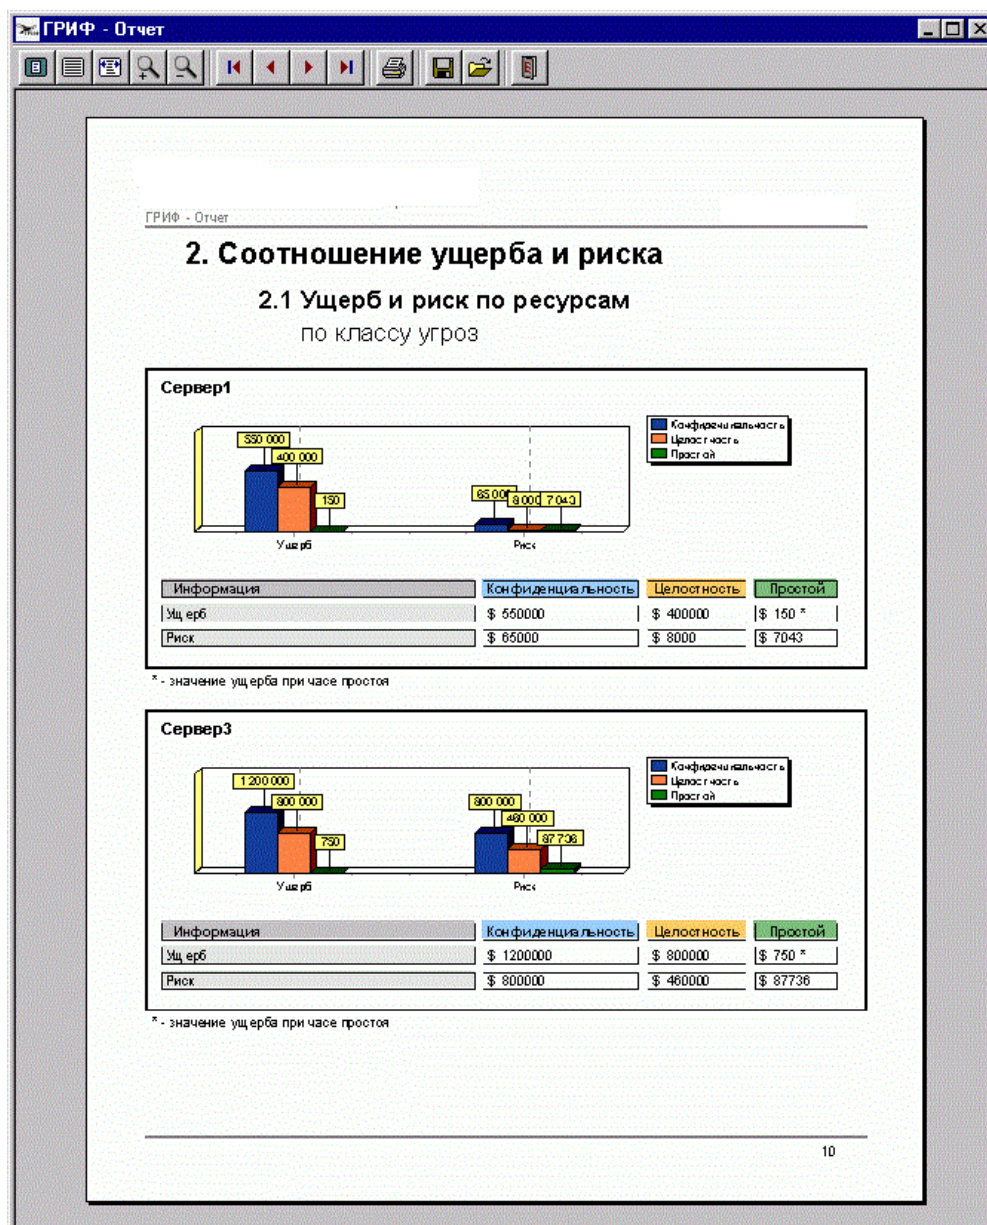 ГРИФ - Отчет
ГРИФ - Отчет
2. Соотношение ущерба и риска
2.1 Ущерб и риск по ресурсам
по классу угроз
Сервер1
550 000
400 000
150
65 000
8 000
7 043
Ущерб
Риск
Конфиденциальность
Целостность
Простой
Информация Конфиденциальность Целостность Простой
Ущерб $ 550000 $ 400000 $ 150 *
Риск $ 65000 $ 8000 $ 7043
* - значение ущерба при часе простоя
Сервер3
1 200 000
800 000
750
800 000
460 000
87 736
Ущерб
Риск
Конфиденциальность
Целостность
Простой
Информация Конфиденциальность Целостность Простой
Ущерб $ 1200000 $ 800000 $ 750 *
Риск $ 800000 $ 460000 $ 87736
* - значение ущерба при часе простоя
10